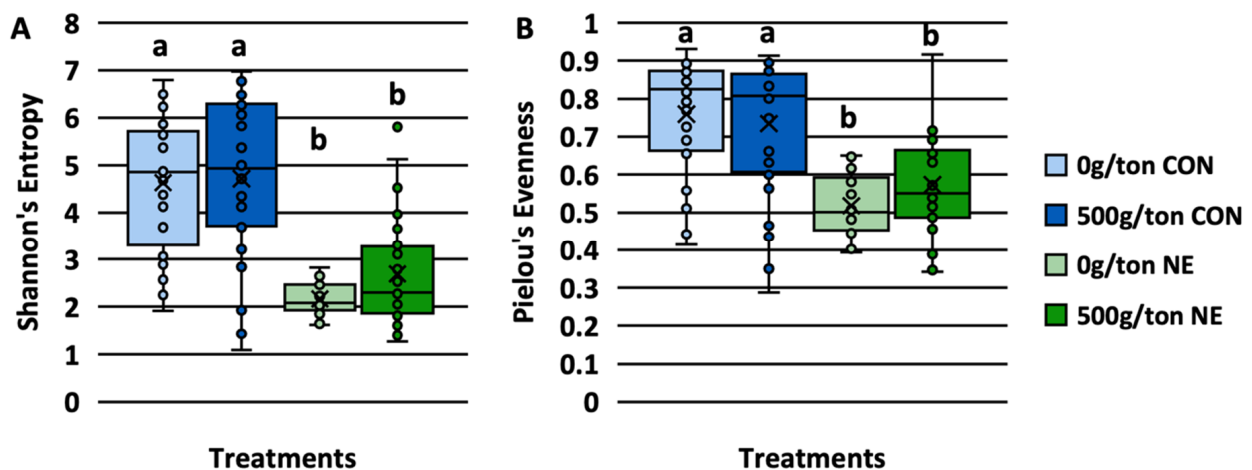 A
8
7
6
5
4
3
2
1
0
Shannon's Entropy
a
a
b
b
Treatments
B
1
0.9
0.8
0.7
0.6
0.5
0.4
0.3
0.2
0.1
0
Pielou's Evenness
a
a
b
b
Treatments
0g/ton CON
500g/ton CON
0g/ton NE
500g/ton NE